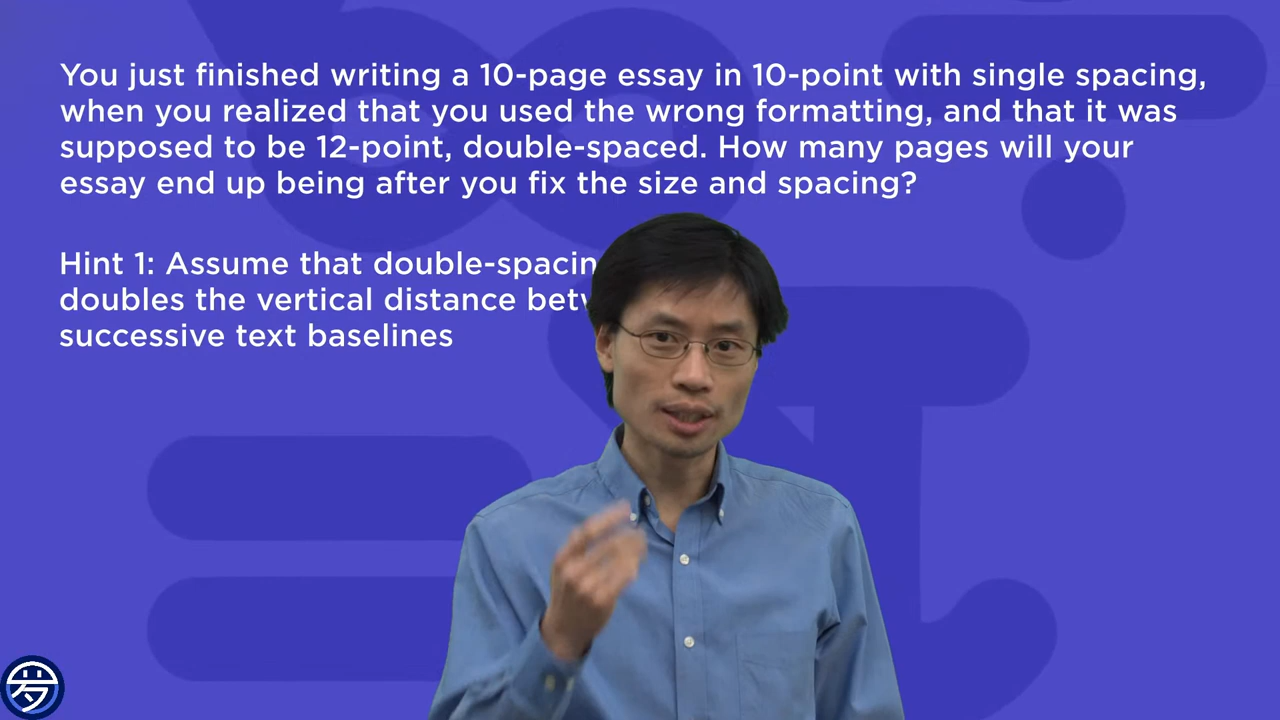 You just finished writing a 10-page essay in 10-point with single spacing,
when you realized that you used the wrong formatting, and that it was
supposed to be 12-point, double-spaced. How many pages will your
essay end up being after you fix the size and spacing?
Hint 1: Assume that
doubles the vertical distance
successive text baselines